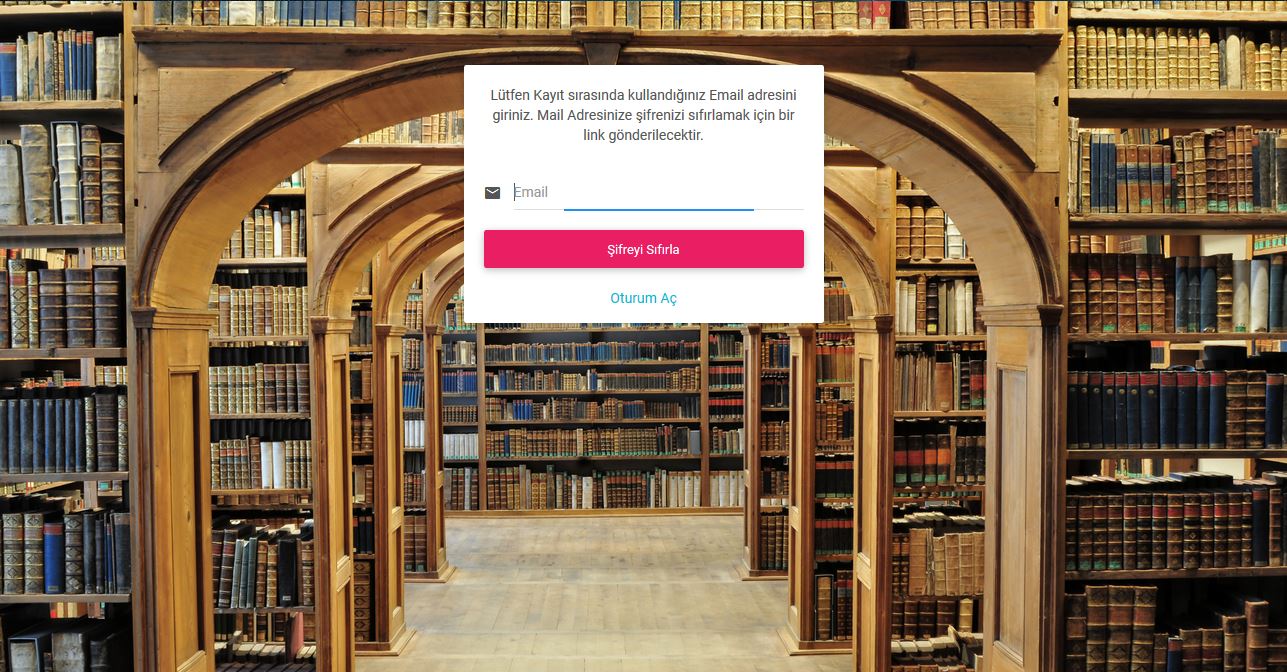 Lütfen Kayıt sırasında kullandığınız Email adresini
giriniz. Mail Adresinize şifrenizi sıfırlamak için bir
link gönderilecektir.
Email
Şifreyi Sıfırla
Oturum Aç